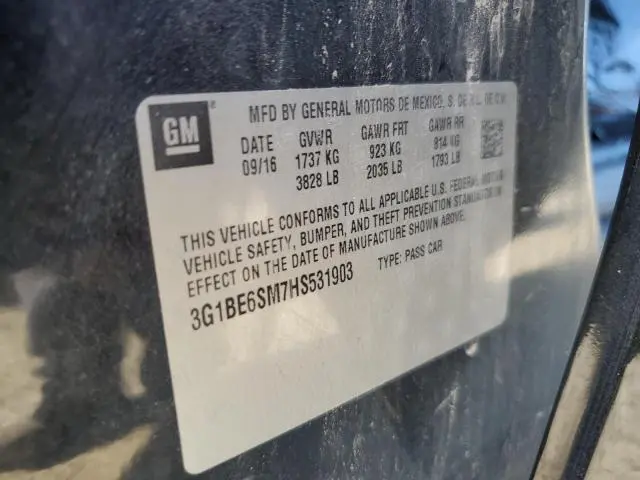 GM
MFD BY GENERAL MOTORS DE MEXICO, S. DE R.L. DE C.V.
DATE GVWR GAWR FRT GAWR RR
09/16 1737 KG 923 KG 814 KG
3828 LB 2035 LB 1793 LB
THIS VEHICLE CONFORMS TO ALL APPLICABLE U.S. FEDERAL MOTOR
VEHICLE SAFETY, BUMPER, AND THEFT PREVENTION STANDARDS IN
EFFECT ON THE DATE OF MANUFACTURE SHOWN ABOVE.
3G1BE6SM7HS531903 TYPE: PASS CAR